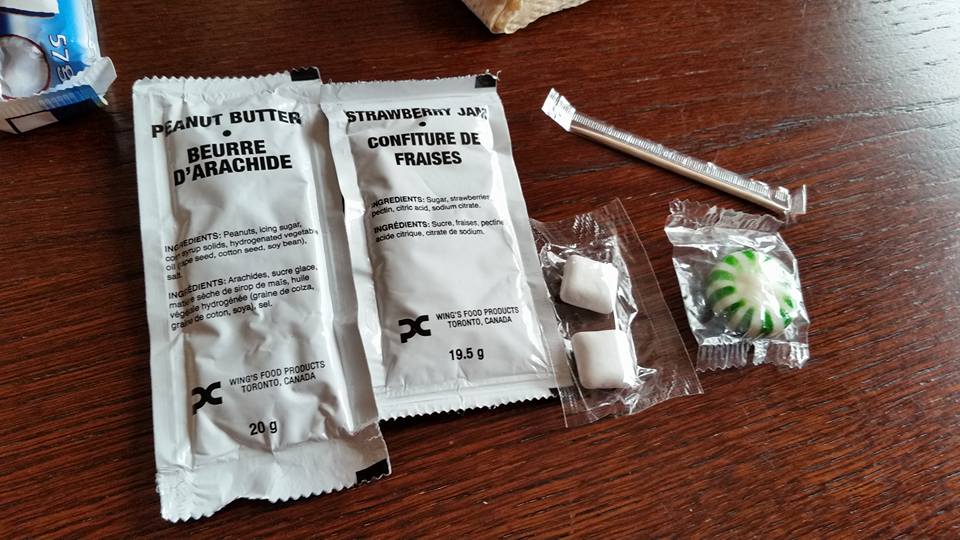 57g
PEANUT BUTTER
•
BEURRE
D'ARACHIDE
INGREDIENTS: Peanuts, icing sugar,
corn syrup solids, hydrogenated vegetable
oil (rape seed, cotton seed, soy bean),
salt.
INGRÉDIENTS: Arachides, sucre glace,
matière sèche de sirop de maïs, huile
végétale hydrogénée (graine de colza,
graine de coton, soya), sel.
WING'S FOOD PRODUCTS
TORONTO, CANADA
20 g
STRAWBERRY JAM
•
CONFITURE DE
FRAISES
INGREDIENTS: Sugar, strawberries
pectin, citric acid, sodium citrate.
INGRÉDIENTS: Sucre, fraises, pectine
acide citrique, citrate de sodium.
WING'S FOOD PRODUCTS
TORONTO, CANADA
19.5 g